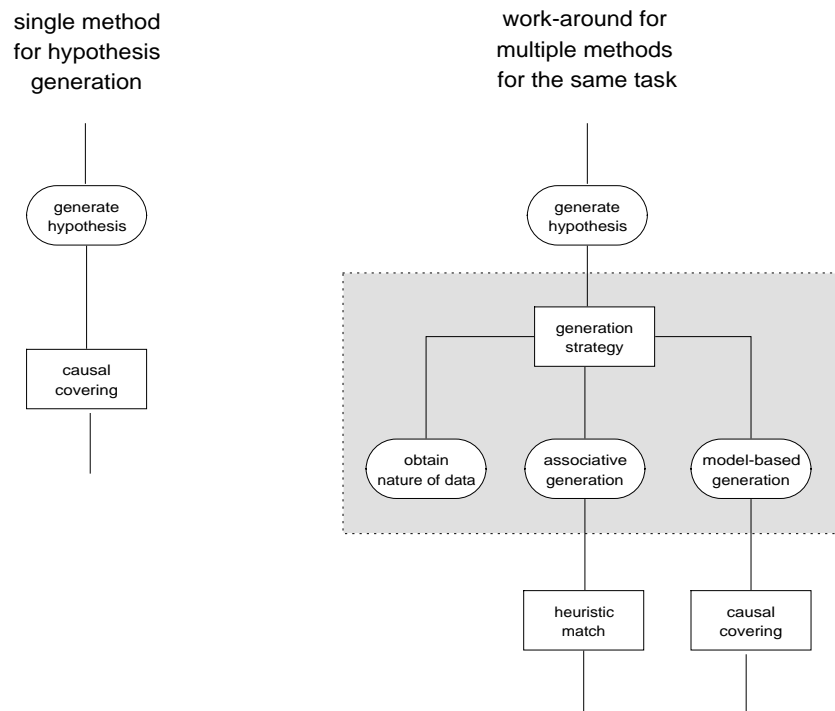 single method
for hypothesis
generation
generate
hypothesis
causal
covering
work-around for
multiple methods
for the same task
generate
hypothesis
generation
strategy
obtain
nature of data
associative
generation
model-based
generation
heuristic
match
causal
covering